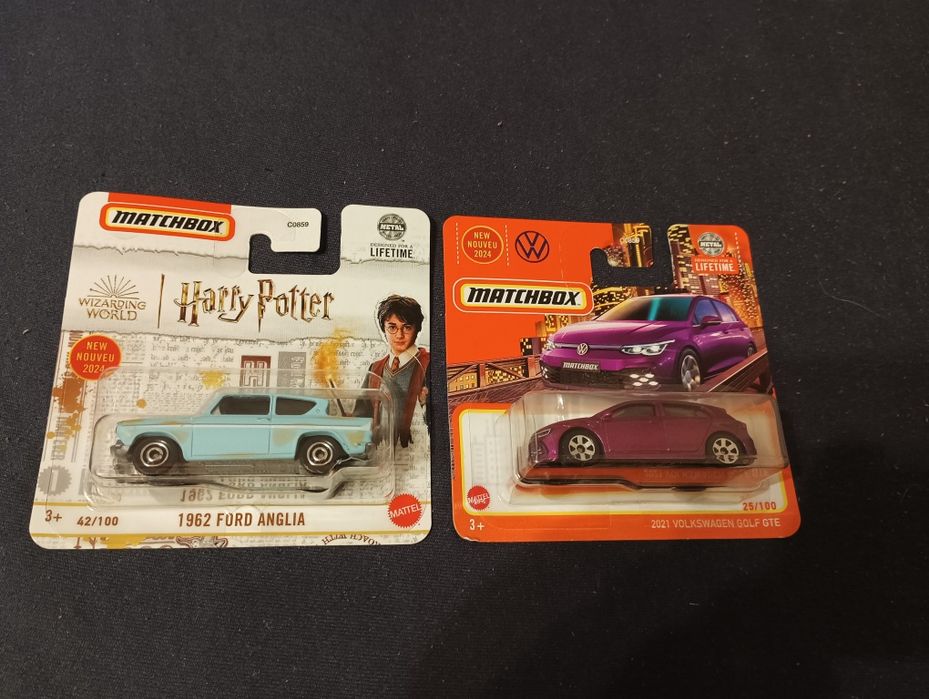 MATCHBOX
C0859
METAL
DESIGNED FOR A
LIFETIME
WIZARDING
WORLD
Harry Potter
NEW
NOUVEU
2024
3+
42/100
1962 FORD ANGLIA
MATTEL
NEW
NOUVEU
2024
C0859
METAL
DESIGNED FOR A
LIFETIME
MATCHBOX
MATCHBOX
MATTEL
3+
25/100
2021 VOLKSWAGEN GOLF GTE